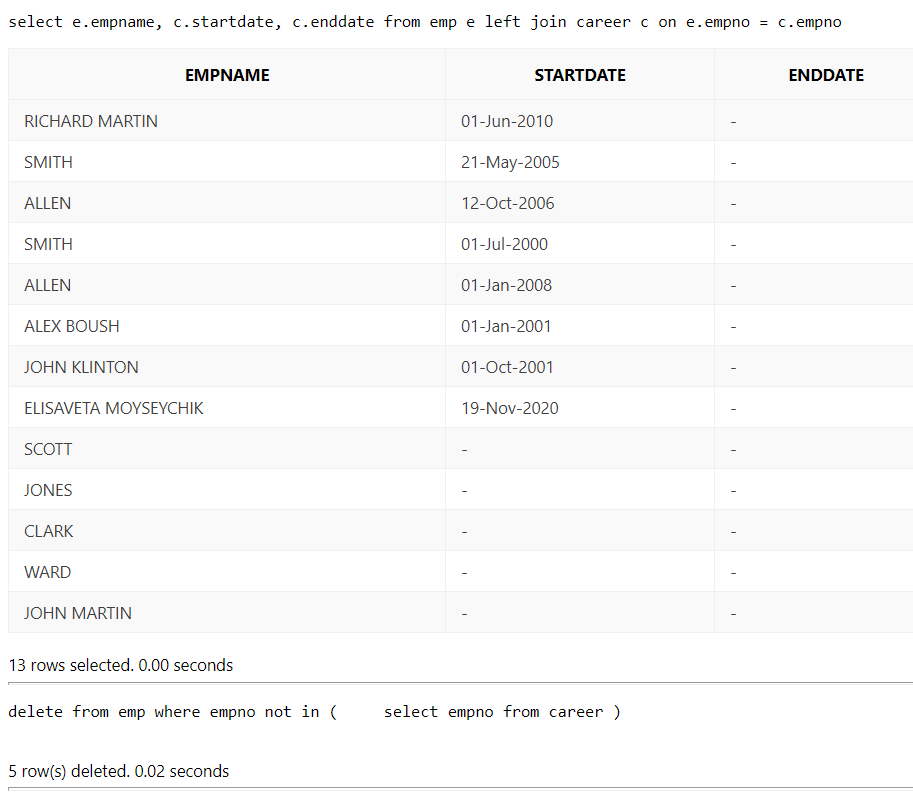 select e.empname, c.startdate, c.enddate from emp e left join career c on e.empno = c.empno
EMPNAME STARTDATE ENDDATE
RICHARD MARTIN 01-Jun-2010 -
SMITH 21-May-2005 -
ALLEN 12-Oct-2006 -
SMITH 01-Jul-2000 -
ALLEN 01-Jan-2008 -
ALEX BOUSH 01-Jan-2001 -
JOHN KLINTON 01-Oct-2001 -
ELISAVETA MOYSEYCHIK 19-Nov-2020 -
SCOTT - -
JONES - -
CLARK - -
WARD - -
JOHN MARTIN - -
13 rows selected. 0.00 seconds
delete from emp where empno not in (     select empno from career )
5 row(s) deleted. 0.02 seconds